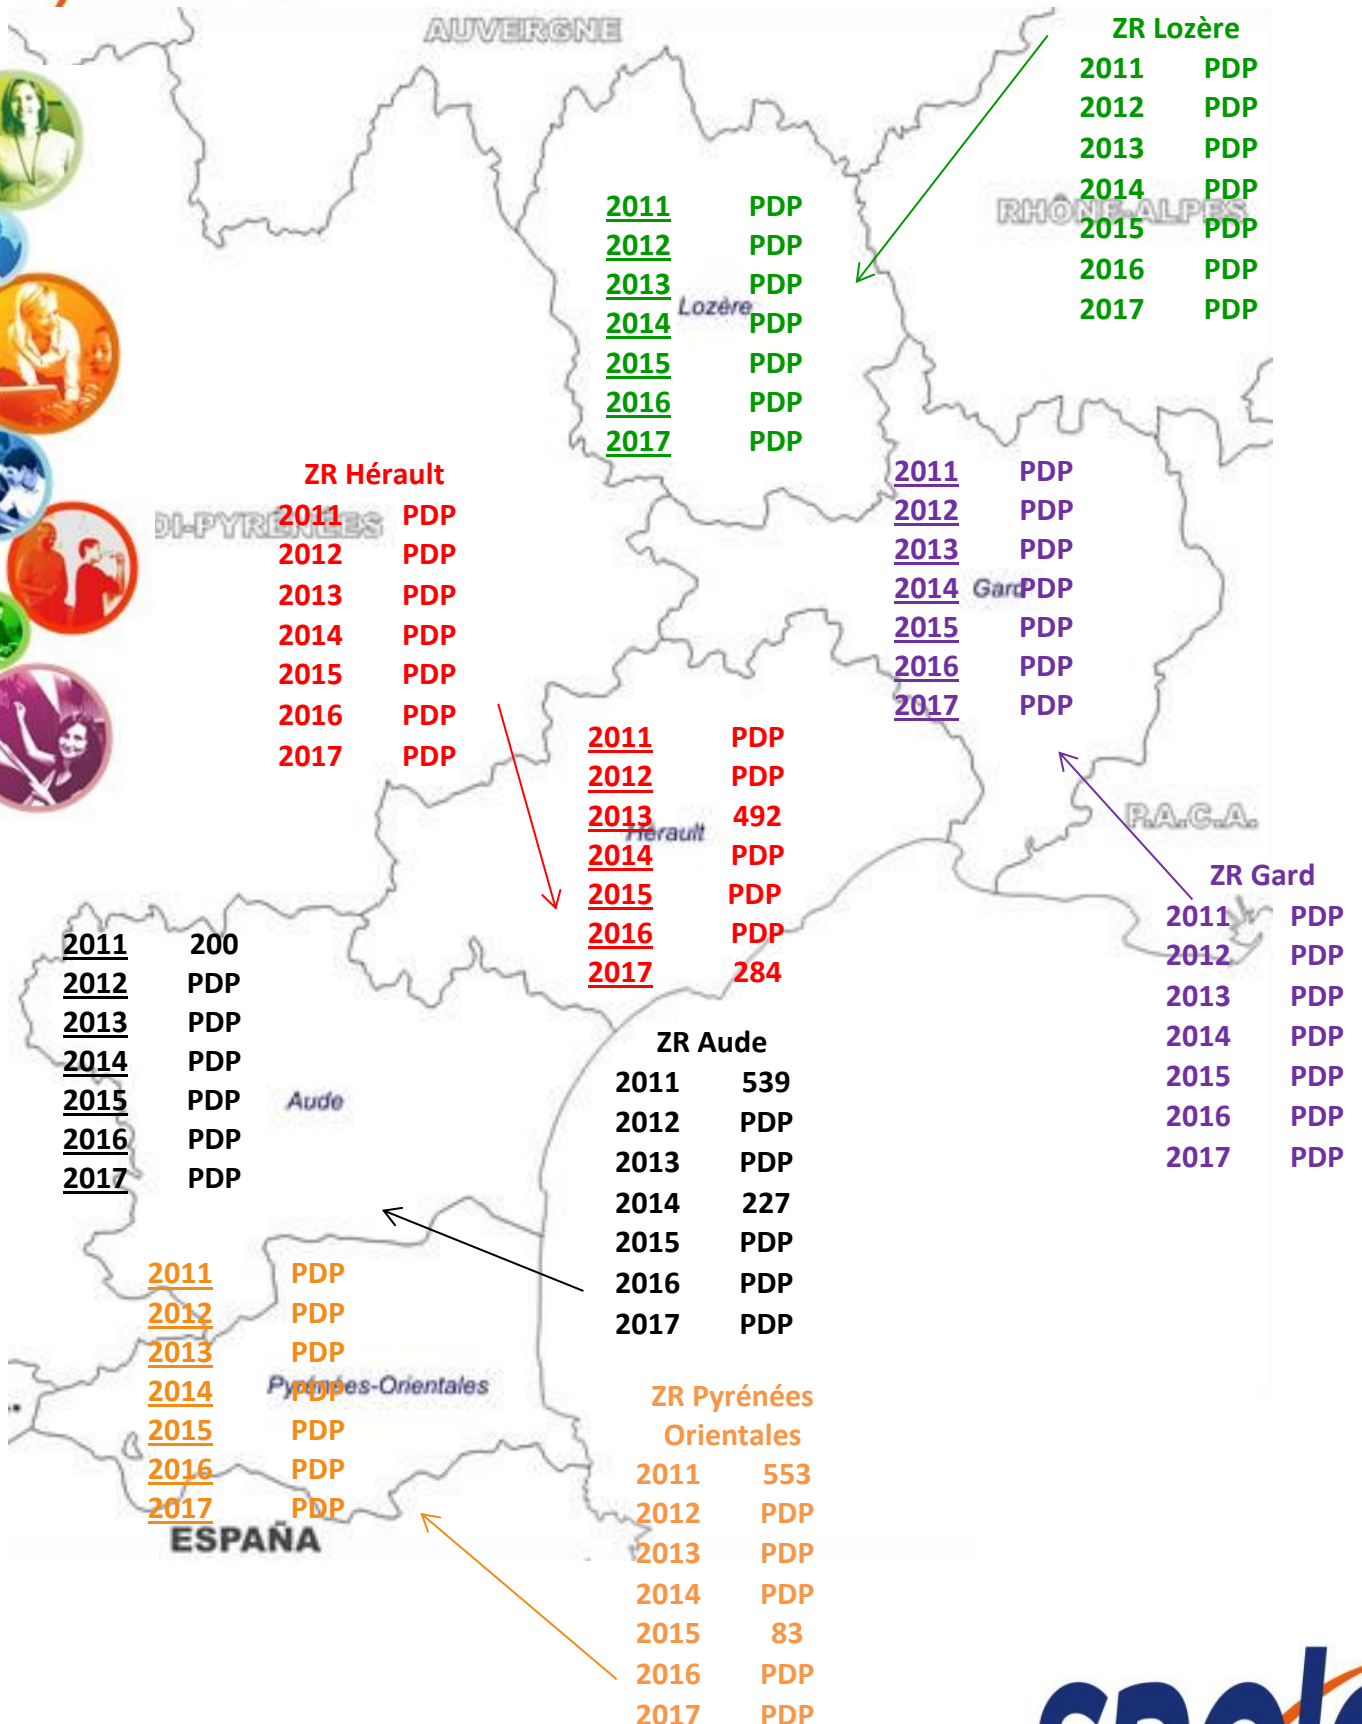 AUVERGNE
ZR Lozère
2011 PDP
2012 PDP
2013 PDP
2014 PDP
RHÔNE-ALPES
2015 PDP
2016 PDP
2017 PDP
2011 PDP
2012 PDP
2013 PDP
Lozère
2014 PDP
2015 PDP
2016 PDP
2017 PDP
ZR Hérault
2011 PDP
DI-PYRÉNÉES
2012 PDP
2013 PDP
2014 PDP
2015 PDP
2016 PDP
2017 PDP
2011 PDP
2012 PDP
2013 PDP
2014 PDP
Gard
2015 PDP
2016 PDP
2017 PDP
2011 PDP
2012 PDP
2013 492
Hérault
2014 PDP
2015 PDP
2016 PDP
2017 284
P.A.C.A.
ZR Gard
2011 PDP
2012 PDP
2013 PDP
2014 PDP
2015 PDP
2016 PDP
2017 PDP
2011 200
2012 PDP
2013 PDP
2014 PDP
2015 PDP
Aude
2016 PDP
2017 PDP
ZR Aude
2011 539
2012 PDP
2013 PDP
2014 227
2015 PDP
2016 PDP
2017 PDP
2011 PDP
2012 PDP
2013 PDP
2014 PDP
Pyrénées-Orientales
2015 PDP
2016 PDP
2017 PDP
ESPAÑA
ZR Pyrénées
Orientales
2011 553
2012 PDP
2013 PDP
2014 PDP
2015 83
2016 PDP
2017 PDP